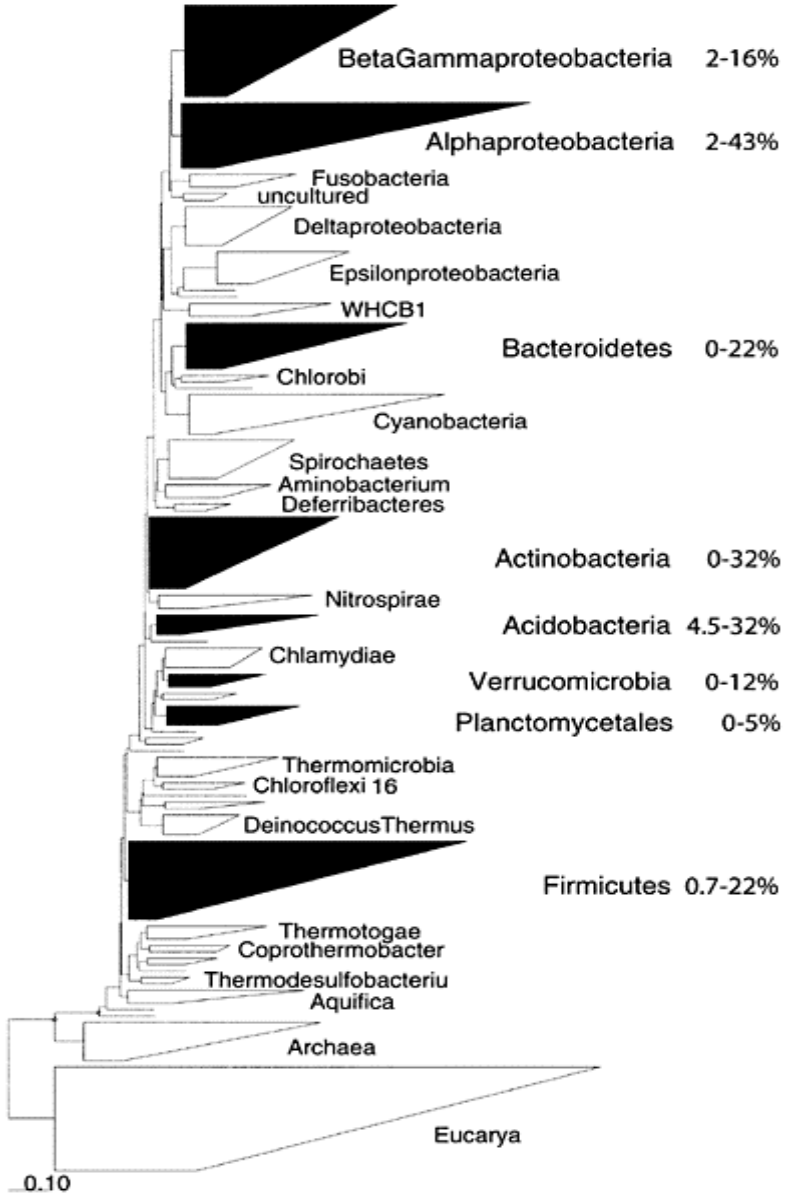 BetaGammaproteobacteria 2-16%
Alphaproteobacteria 2-43%
Fusobacteria
uncultured
Deltaproteobacteria
Epsilonproteobacteria
WHCB1
Bacteroidetes 0-22%
Chlorobi
Cyanobacteria
Spirochaetes
Aminobacterium
Deferribacteres
Actinobacteria 0-32%
Nitrospirae
Acidobacteria 4.5-32%
Chlamydiae
Verrucomicrobia 0-12%
Planctomycetales 0-5%
Thermomicrobia
Chloroflexi 16
DeinococcusThermus
Firmicutes 0.7-22%
Thermotogae
Coprothermobacter
Thermodesulfobacteriu
Aquifica
Archaea
Eucarya
0.10